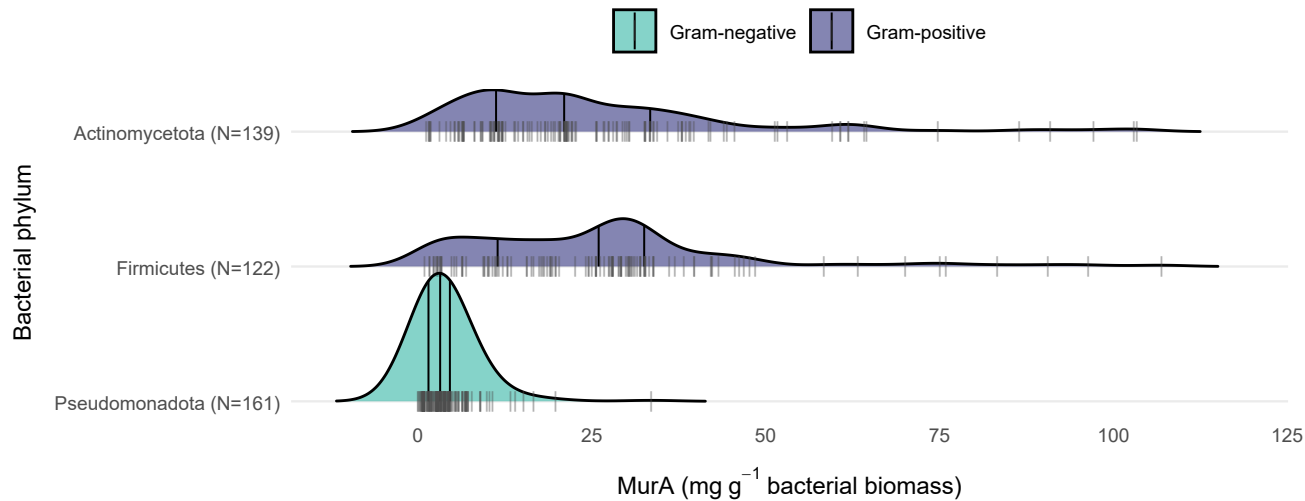 Gram-negative
Gram-positive
Bacterial phylum
Actinomycetota (N=139)
Firmicutes (N=122)
Pseudomonadota (N=161)
0 25 50 75 100 125
MurA (mg g⁻¹ bacterial biomass)